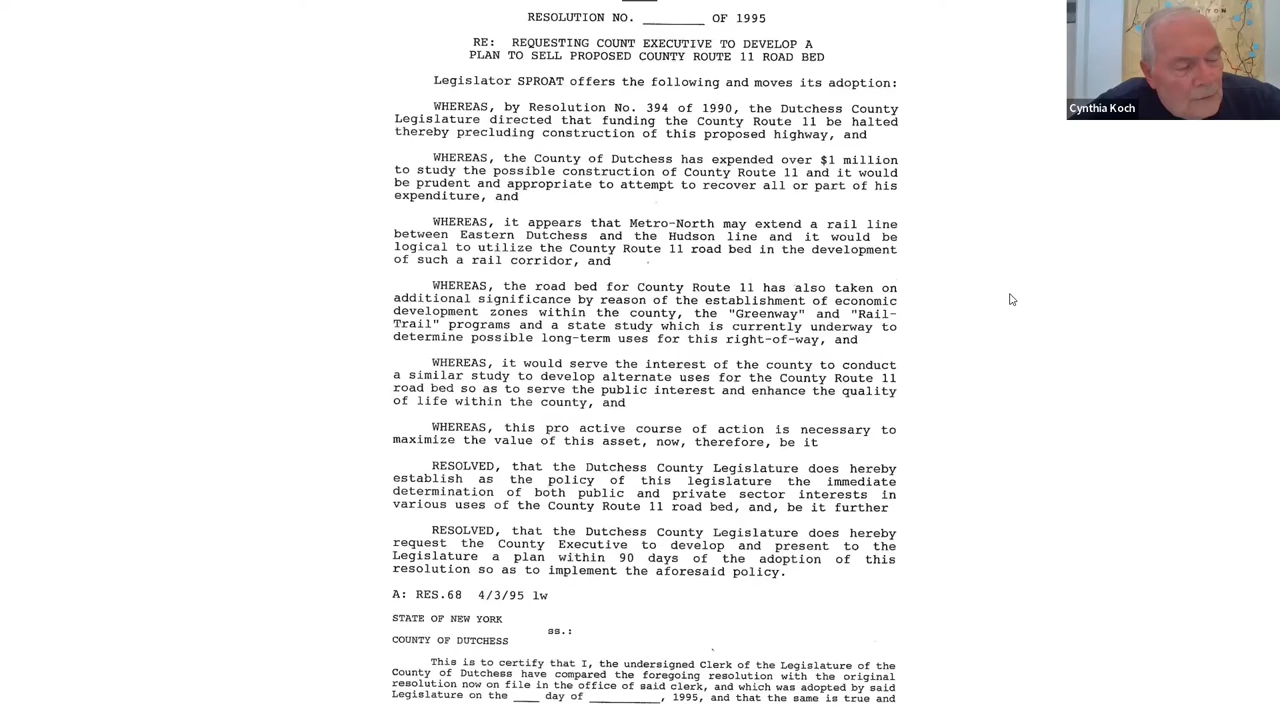 RESOLUTION NO. ________ OF 1995
RE: REQUESTING COUNT EXECUTIVE TO DEVELOP A
PLAN TO SELL PROPOSED COUNTY ROUTE 11 ROAD BED
Legislator SPROAT offers the following and moves its adoption:
WHEREAS, by Resolution No. 394 of 1990, the Dutchess County
Legislature directed that funding the County Route 11 be halted
thereby precluding construction of this proposed highway, and
WHEREAS, the County of Dutchess has expended over $1 million
to study the possible construction of County Route 11 and it would
be prudent and appropriate to attempt to recover all or part of his
expenditure, and
WHEREAS, it appears that Metro-North may extend a rail line
between Eastern Dutchess and the Hudson line and it would be
logical to utilize the County Route 11 road bed in the development
of such a rail corridor, and
WHEREAS, the road bed for County Route 11 has also taken on
additional significance by reason of the establishment of economic
development zones within the county, the "Greenway" and "Rail-
Trail" programs and a state study which is currently underway to
determine possible long-term uses for this right-of-way, and
WHEREAS, it would serve the interest of the county to conduct
a similar study to develop alternate uses for the County Route 11
road bed so as to serve the public interest and enhance the quality
of life within the county, and
WHEREAS, this pro active course of action is necessary to
maximize the value of this asset, now, therefore, be it
RESOLVED, that the Dutchess County Legislature does hereby
establish as the policy of this legislature the immediate
determination of both public and private sector interests in
various uses of the County Route 11 road bed, and, be it further
RESOLVED, that the Dutchess County Legislature does hereby
request the County Executive to develop and present to the
Legislature a plan within 90 days of the adoption of this
resolution so as to implement the aforesaid policy.
A: RES.68 4/3/95 lw
STATE OF NEW YORK
ss.:
COUNTY OF DUTCHESS
This is to certify that I, the undersigned Clerk of the Legislature of the
County of Dutchess have compared the foregoing resolution with the original
resolution now on file in the office of said clerk, and which was adopted by said
Legislature on the ____ day of ___________, 1995, and that the same is true and
Cynthia Koch